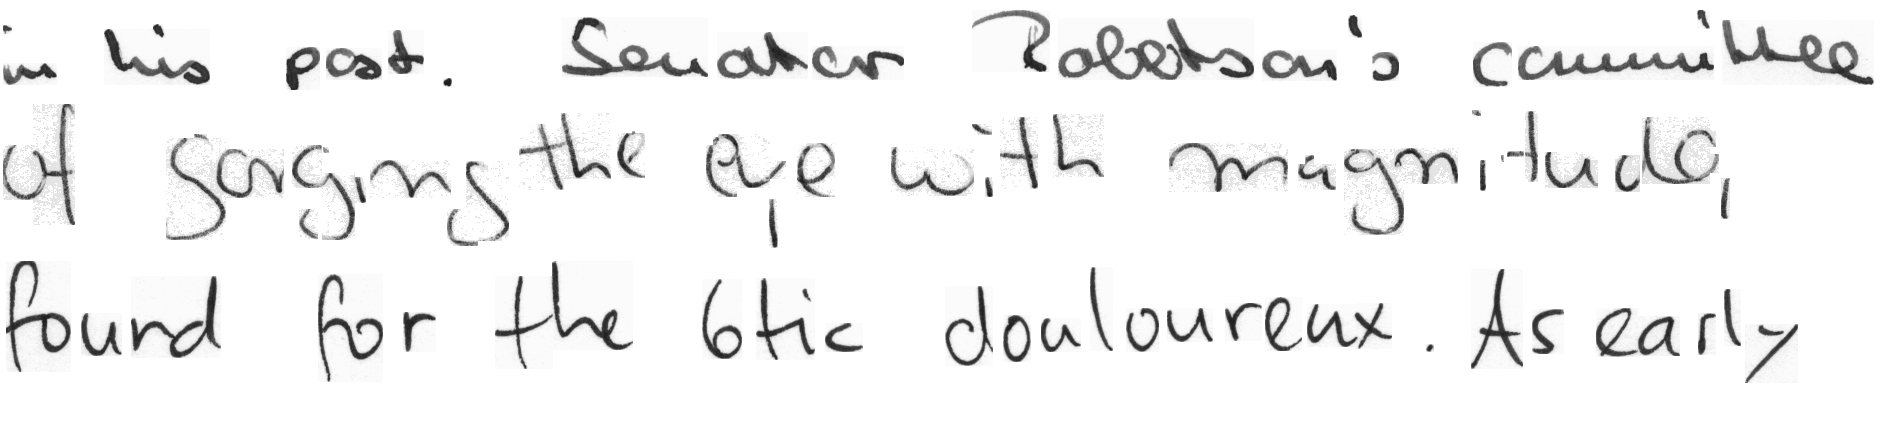 in his post. Senator Robertson's committee
of gorging the eye with magnitude,
found for the 6tic douloureux. As early